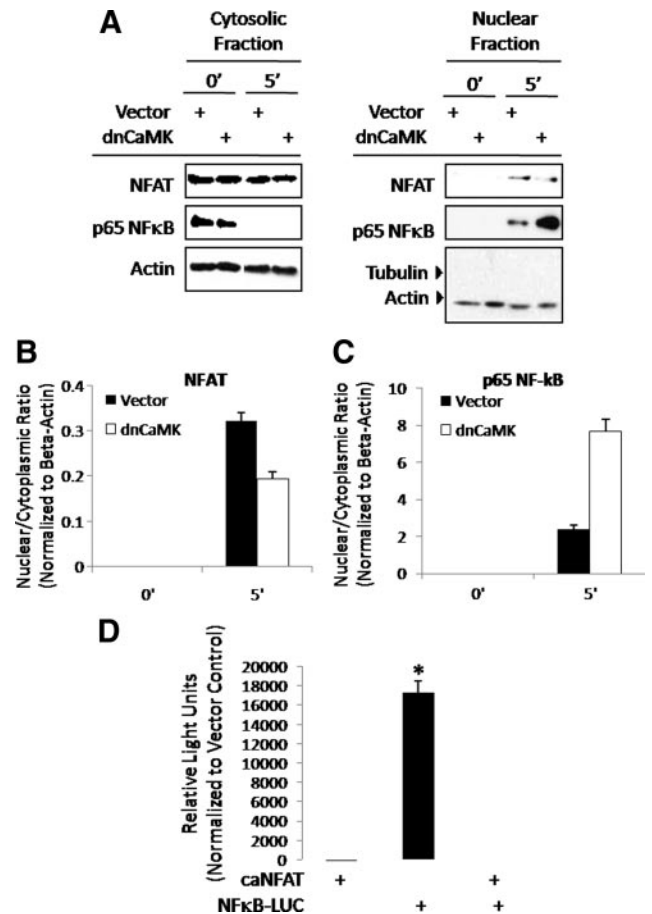 A
Cytosolic
Fraction
0' 5'
Vector + +
dnCaMK + +
NFAT
p65 NFκB
Actin
Nuclear
Fraction
0' 5'
Vector + +
dnCaMK + +
NFAT
p65 NFκB
Tubulin
Actin
B
NFAT
Nuclear/Cytoplasmic Ratio
(Normalized to Beta-Actin)
0.4
0.3
0.2
0.1
0
Vector
dnCaMK
0' 5'
C
p65 NF-kB
Nuclear/Cytoplasmic Ratio
(Normalized to Beta-Actin)
10
8
6
4
2
0
Vector
dnCaMK
0' 5'
D
Relative Light Units
(Normalized to Vector Control)
20000
18000
16000
14000
12000
10000
8000
6000
4000
2000
0
*
caNFAT + +
NFκB-LUC + +